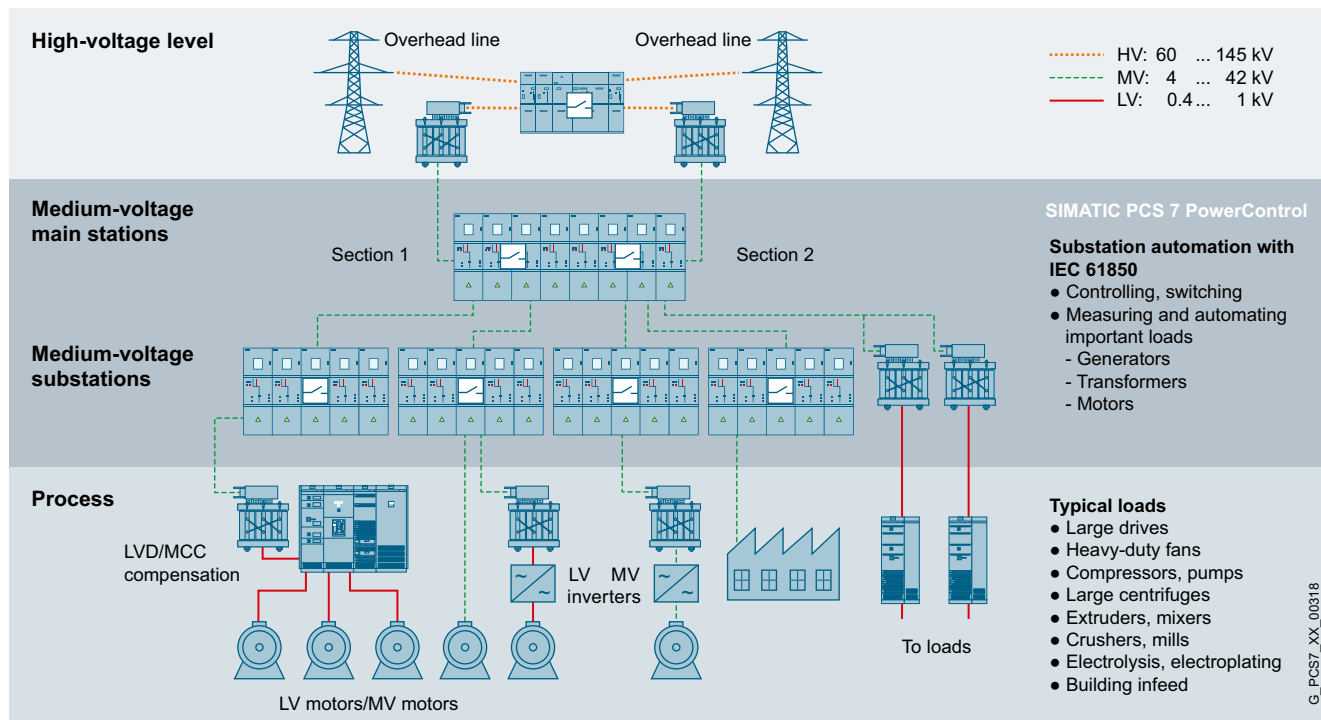 High-voltage level
Overhead line
Overhead line
HV: 60 ... 145 kV
MV: 4 ... 42 kV
LV: 0.4 ... 1 kV
Medium-voltage
main stations
Section 1
Section 2
SIMATIC PCS 7 PowerControl
Substation automation with
IEC 61850
● Controlling, switching
● Measuring and automating
important loads
- Generators
- Transformers
- Motors
Medium-voltage
substations
Process
LVD/MCC
compensation
LV MV
inverters
LV motors/MV motors
To loads
Typical loads
● Large drives
● Heavy-duty fans
● Compressors, pumps
● Large centrifuges
● Extruders, mixers
● Crushers, mills
● Electrolysis, electroplating
● Building infeed
G_PCS7_XX_00318